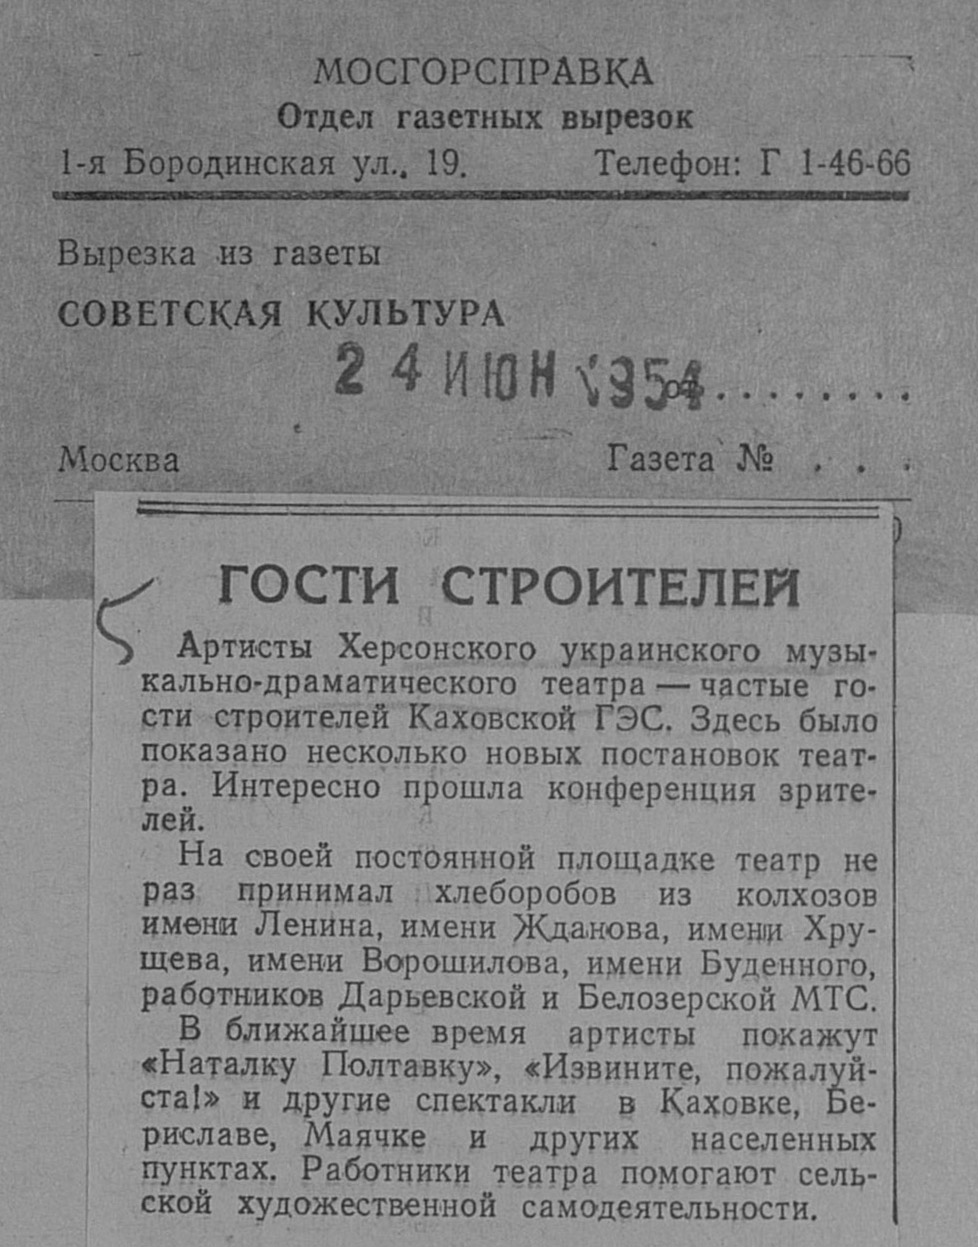 МОСГОРСПРАВКА
Отдел газетных вырезок
1-я Бородинская ул., 19. Телефон: Г 1-46-66
Вырезка из газеты
СОВЕТСКАЯ КУЛЬТУРА
24 ИЮН 1954 от . . . . . . . . .
Москва Газета № . . .
ГОСТИ СТРОИТЕЛЕЙ
Артисты Херсонского украинского музы-
кально-драматического театра — частые го-
сти строителей Каховской ГЭС. Здесь было
показано несколько новых постановок теат-
ра. Интересно прошла конференция зрите-
лей.
На своей постоянной площадке театр не
раз принимал хлеборобов из колхозов
имени Ленина, имени Жданова, имени Хру-
щева, имени Ворошилова, имени Буденного,
работников Дарьевской и Белозерской МТС.
В ближайшее время артисты покажут
«Наталку Полтавку», «Извините, пожалуй-
ста!» и другие спектакли в Каховке, Бе-
риславе, Маячке и других населенных
пунктах. Работники театра помогают сель-
ской художественной самодеятельности.